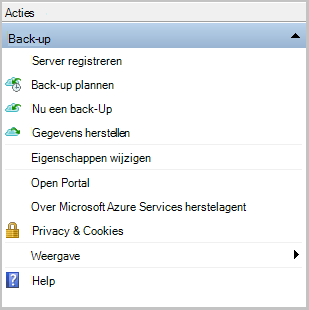 Acties
Back-up
Server registreren
Back-up plannen
Nu een back-Up
Gegevens herstellen
Eigenschappen wijzigen
Open Portal
Over Microsoft Azure Services herstelagent
Privacy & Cookies
Weergave
Help